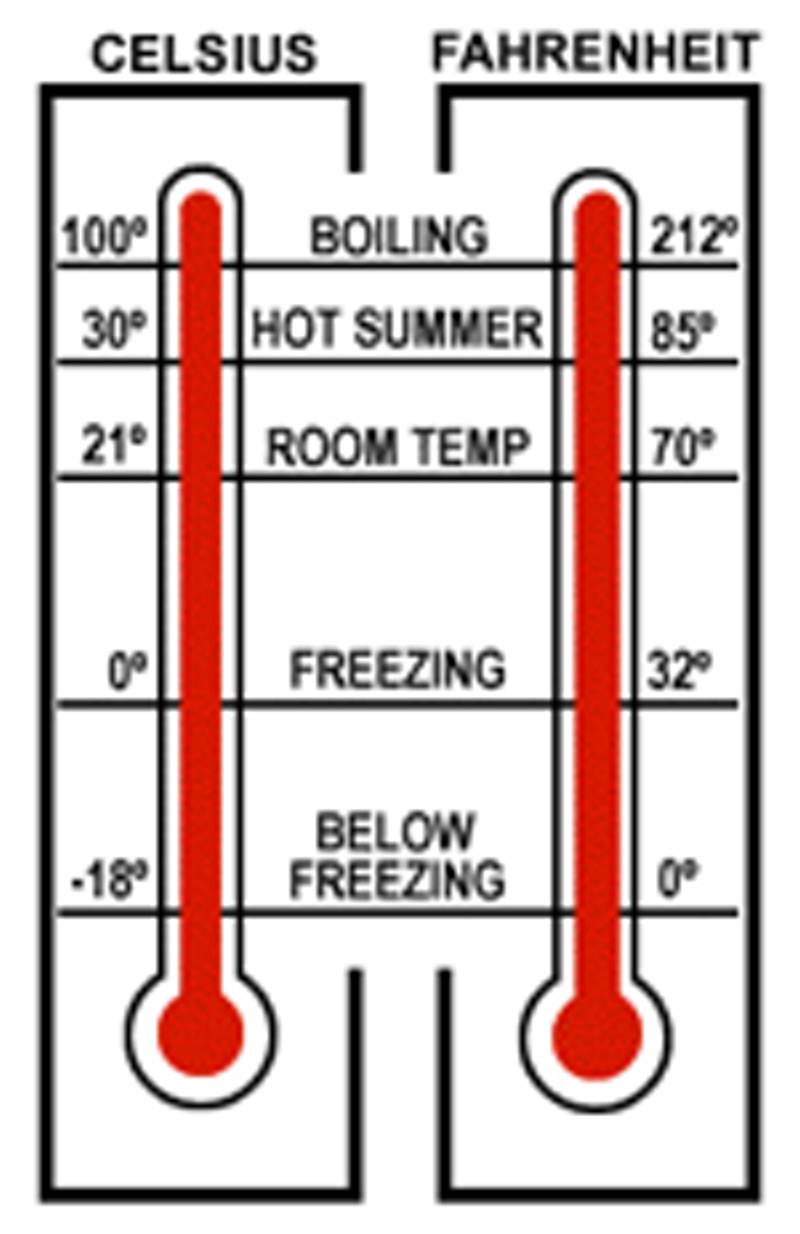 CELSIUS FAHRENHEIT
100º BOILING 212º
30º HOT SUMMER 85º
21º ROOM TEMP 70º
0º FREEZING 32º
BELOW
-18º FREEZING 0º